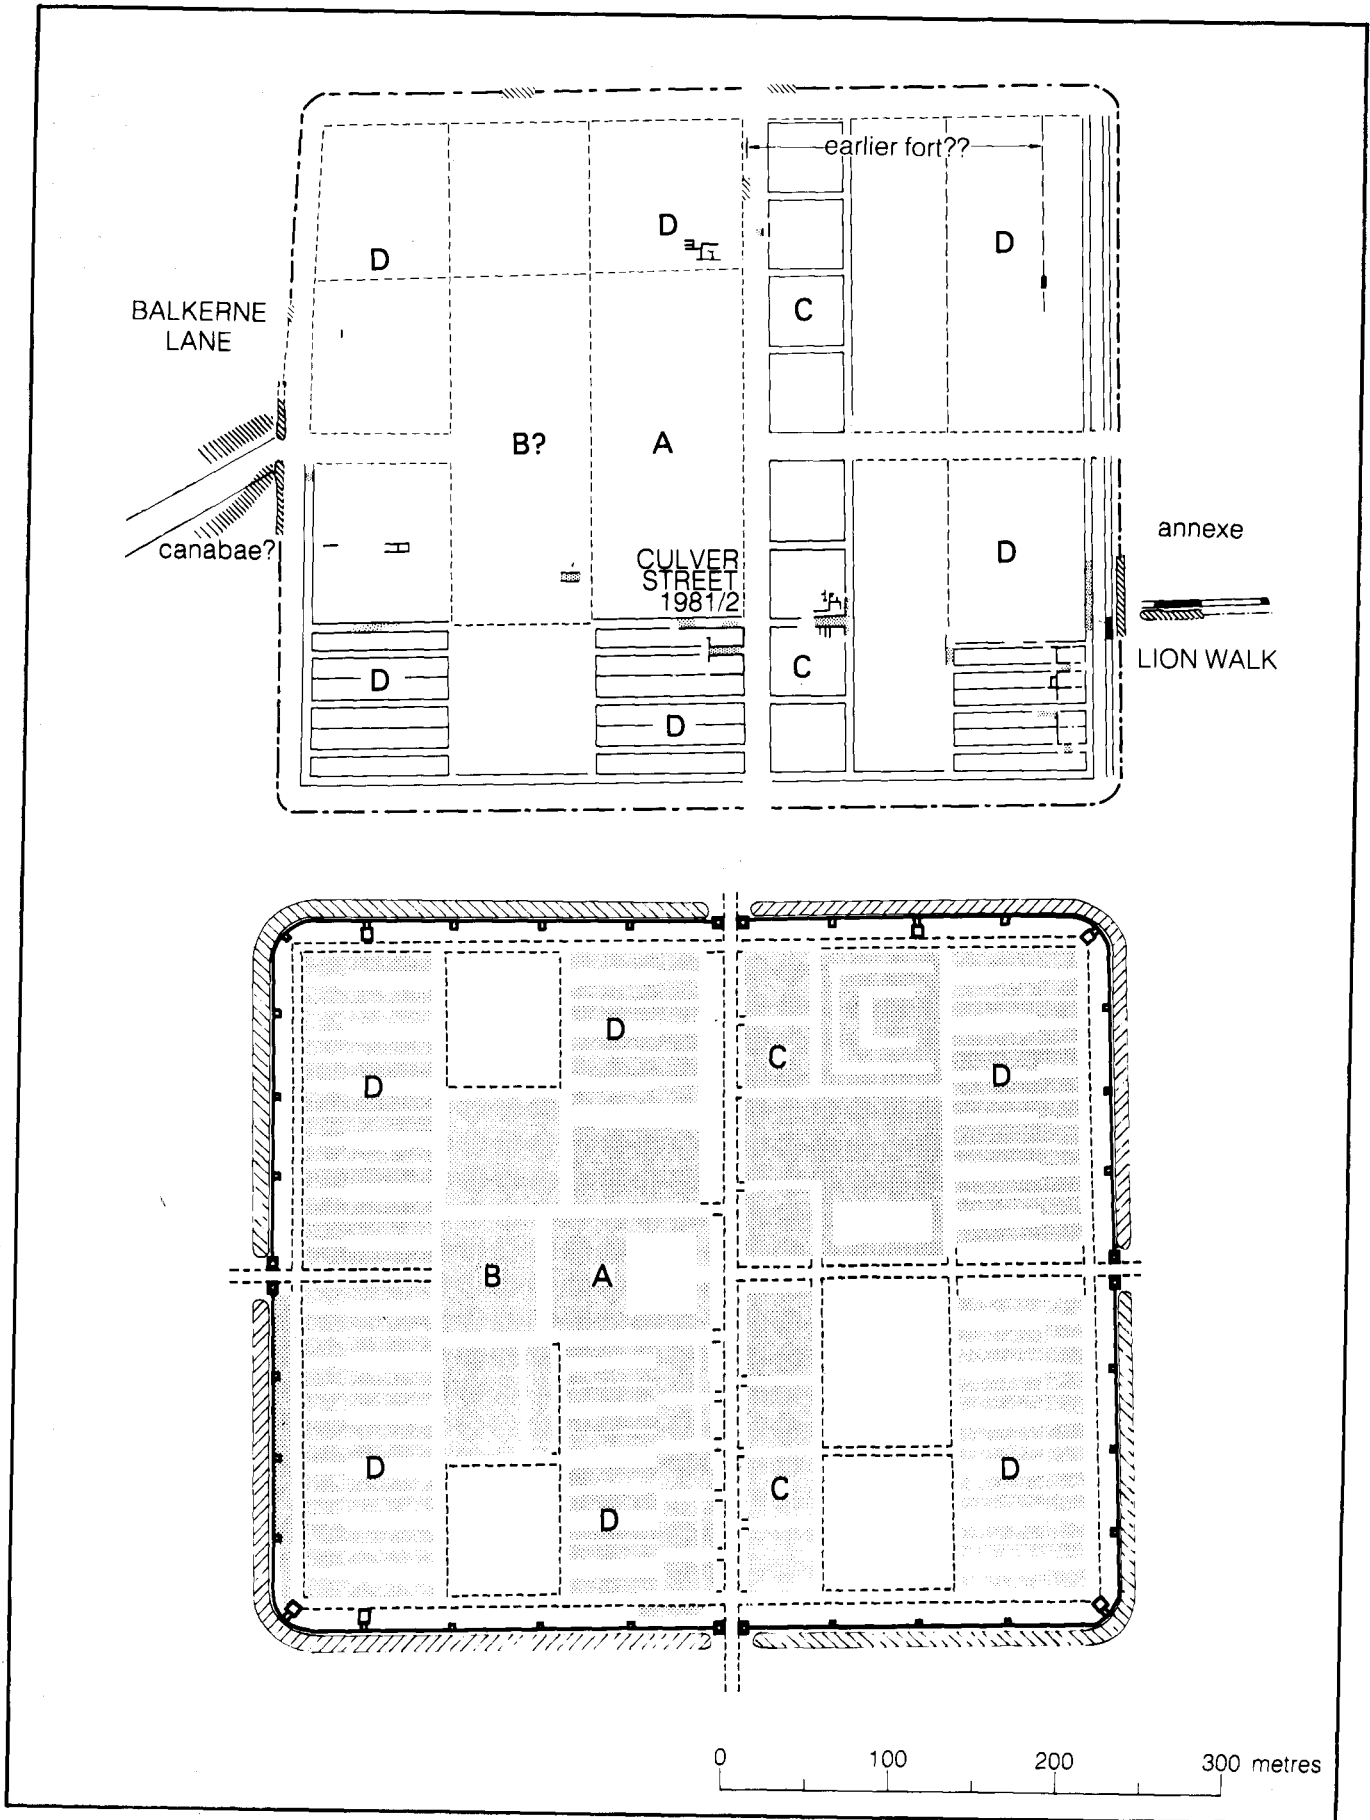 earlier fort??
D
D
D
BALKERNE
LANE
C
B?
A
canabae?
annexe
D
CULVER
STREET
1981/2
LION WALK
D
C
D
D
C
D
D
B
A
D
C
D
D
0 100 200 300 metres